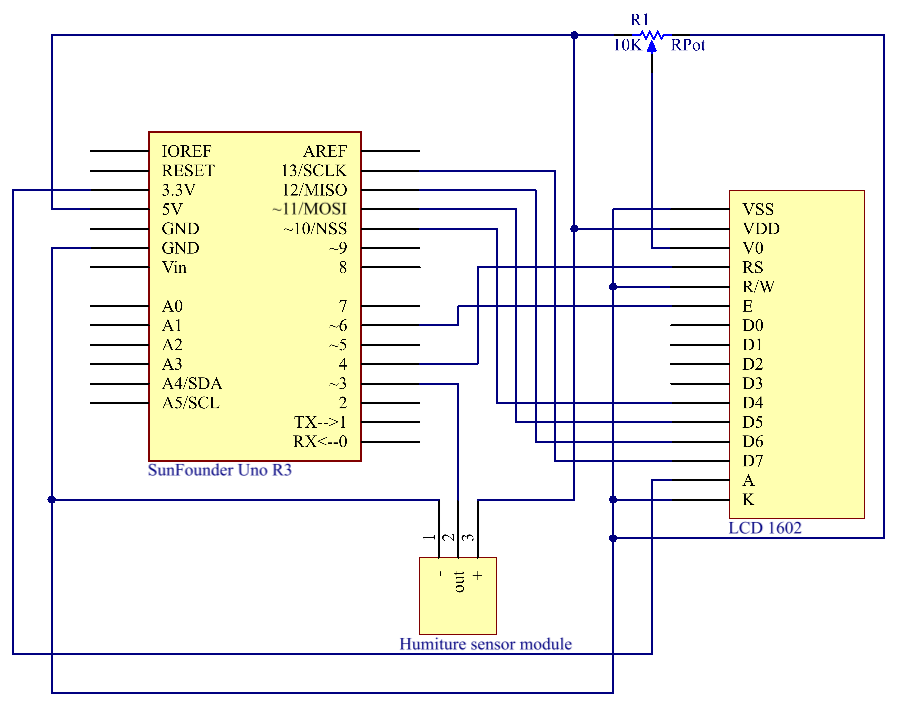 R1
10K
RPot
IOREF
RESET
3.3V
5V
GND
GND
Vin
A0
A1
A2
A3
A4/SDA
A5/SCL
AREF
13/SCLK
12/MISO
~11/MOSI
~10/NSS
~9
8
7
~6
~5
4
~3
2
TX-->1
RX<--0
SunFounder Uno R3
VSS
VDD
V0
RS
R/W
E
D0
D1
D2
D3
D4
D5
D6
D7
A
K
LCD 1602
1
2
3
-
out
+
Humiture sensor module